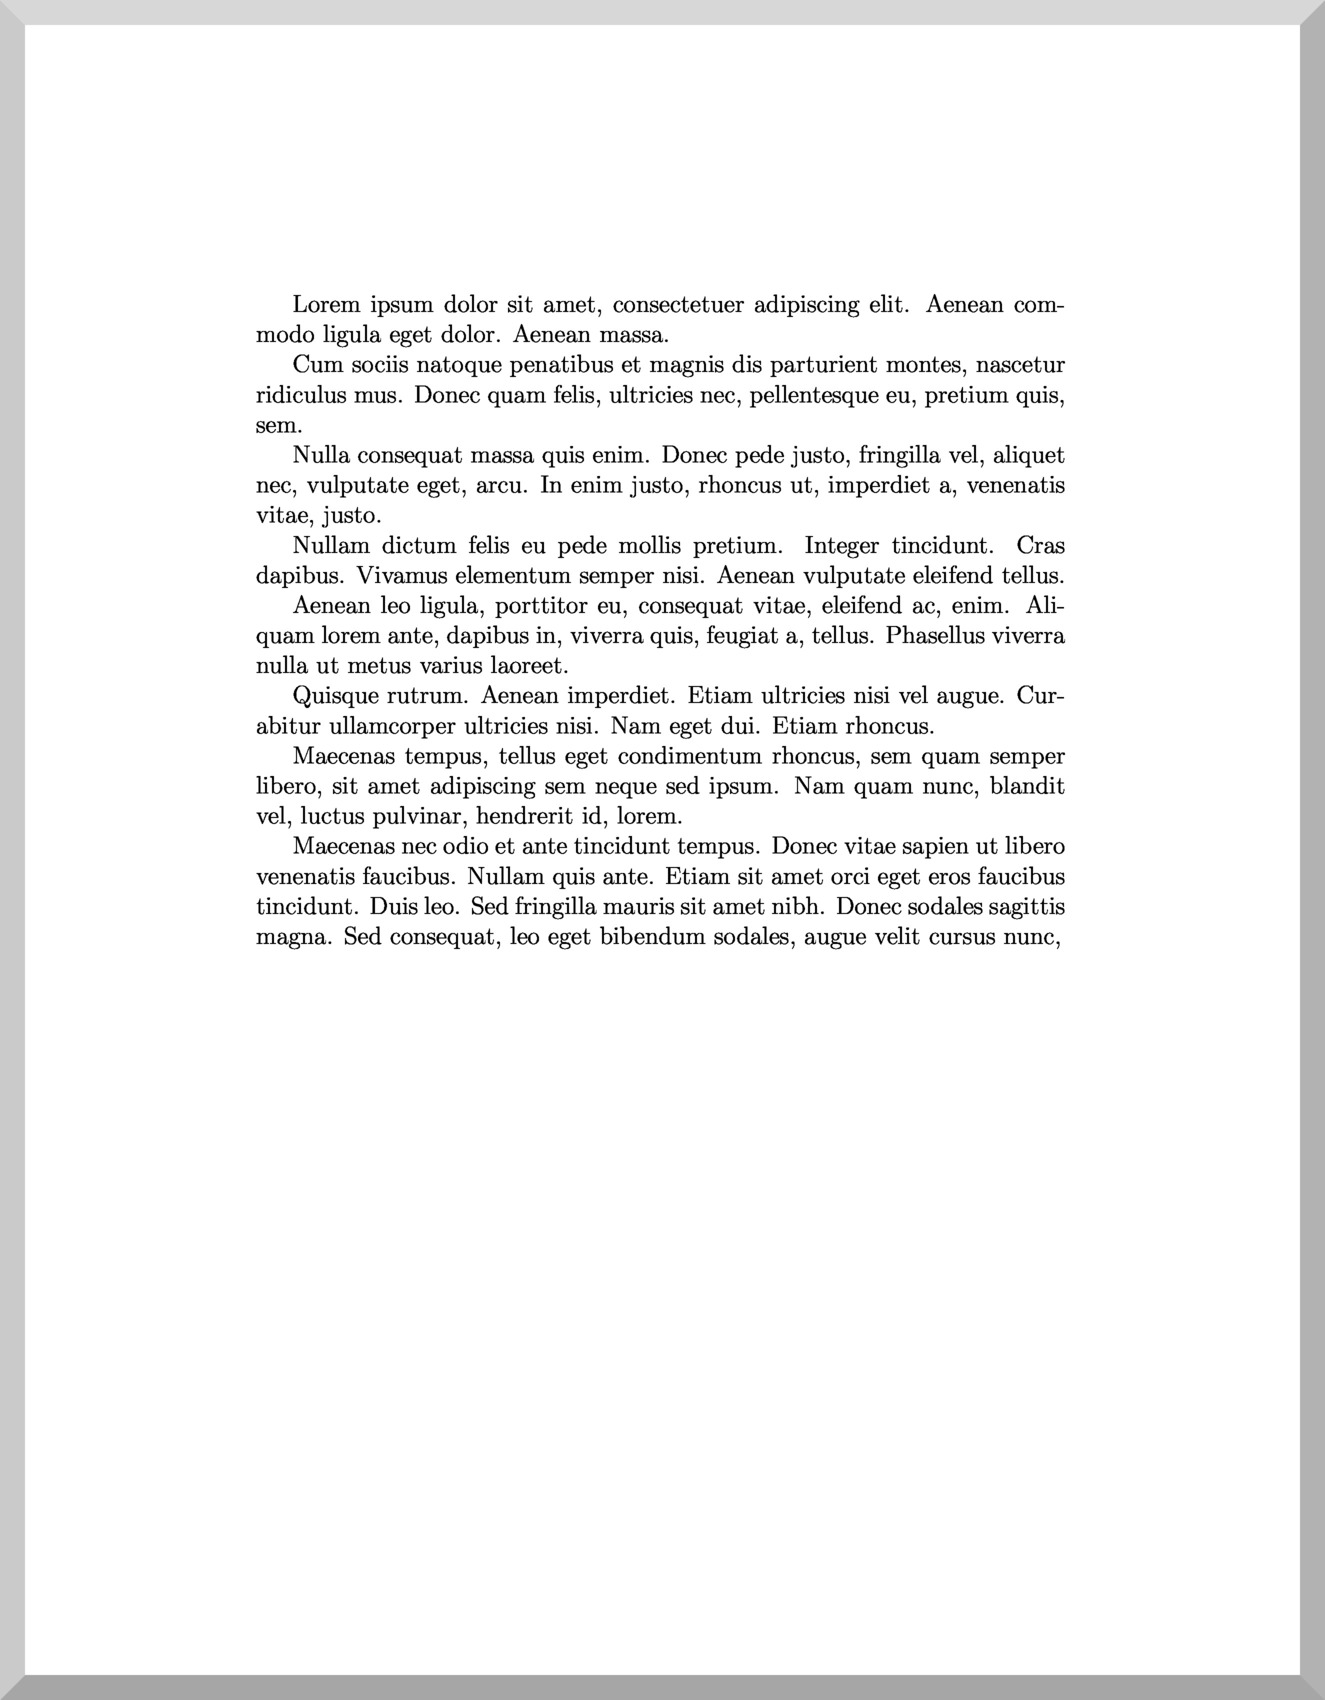 Lorem ipsum dolor sit amet, consectetuer adipiscing elit. Aenean com-
modo ligula eget dolor. Aenean massa.
Cum sociis natoque penatibus et magnis dis parturient montes, nascetur
ridiculus mus. Donec quam felis, ultricies nec, pellentesque eu, pretium quis,
sem.
Nulla consequat massa quis enim. Donec pede justo, fringilla vel, aliquet
nec, vulputate eget, arcu. In enim justo, rhoncus ut, imperdiet a, venenatis
vitae, justo.
Nullam dictum felis eu pede mollis pretium. Integer tincidunt. Cras
dapibus. Vivamus elementum semper nisi. Aenean vulputate eleifend tellus.
Aenean leo ligula, porttitor eu, consequat vitae, eleifend ac, enim. Ali-
quam lorem ante, dapibus in, viverra quis, feugiat a, tellus. Phasellus viverra
nulla ut metus varius laoreet.
Quisque rutrum. Aenean imperdiet. Etiam ultricies nisi vel augue. Cur-
abitur ullamcorper ultricies nisi. Nam eget dui. Etiam rhoncus.
Maecenas tempus, tellus eget condimentum rhoncus, sem quam semper
libero, sit amet adipiscing sem neque sed ipsum. Nam quam nunc, blandit
vel, luctus pulvinar, hendrerit id, lorem.
Maecenas nec odio et ante tincidunt tempus. Donec vitae sapien ut libero
venenatis faucibus. Nullam quis ante. Etiam sit amet orci eget eros faucibus
tincidunt. Duis leo. Sed fringilla mauris sit amet nibh. Donec sodales sagittis
magna. Sed consequat, leo eget bibendum sodales, augue velit cursus nunc,